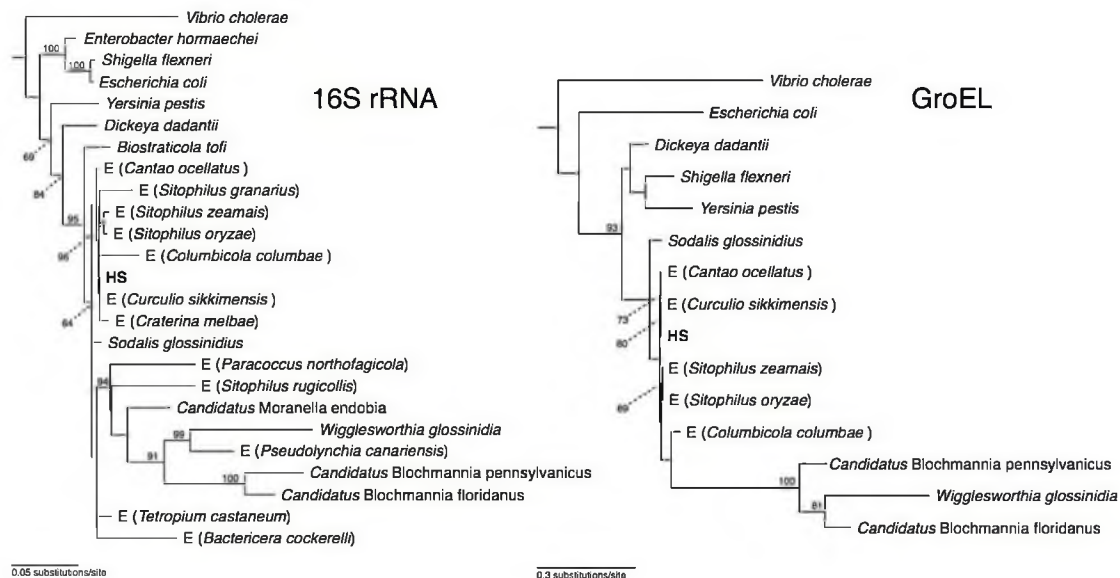 Vibrio cholerae
Enterobacter hormaechei
100
Shigella flexneri
100
Escherichia coli
16S rRNA
Yersinia pestis
Dickeya dadantii
69
Biostraticola tofi
E (Cantao ocellatus)
84
E (Sitophilus granarius)
E (Sitophilus zeamais)
95
E (Sitophilus oryzae)
96
E (Columbicola columbae)
HS
E (Curculio sikkimensis)
64
E (Craterina melbae)
Sodalis glossinidius
E (Paracoccus northofagicola)
94
E (Sitophilus rugicollis)
Candidatus Moranella endobia
Wigglesworthia glossinidia
99
E (Pseudolynchia canariensis)
91
Candidatus Blochmannia pennsylvanicus
100
Candidatus Blochmannia floridanus
E (Tetropium castaneum)
E (Bactericera cockerelli)
0.05 substitutions/site
Vibrio cholerae
GroEL
Escherichia coli
Dickeya dadantii
Shigella flexneri
Yersinia pestis
93
Sodalis glossinidius
E (Cantao ocellatus)
E (Curculio sikkimensis)
73
HS
80
E (Sitophilus zeamais)
E (Sitophilus oryzae)
69
E (Columbicola columbae)
Candidatus Blochmannia pennsylvanicus
100
Wigglesworthia glossinidia
81
Candidatus Blochmannia floridanus
0.3 substitutions/site